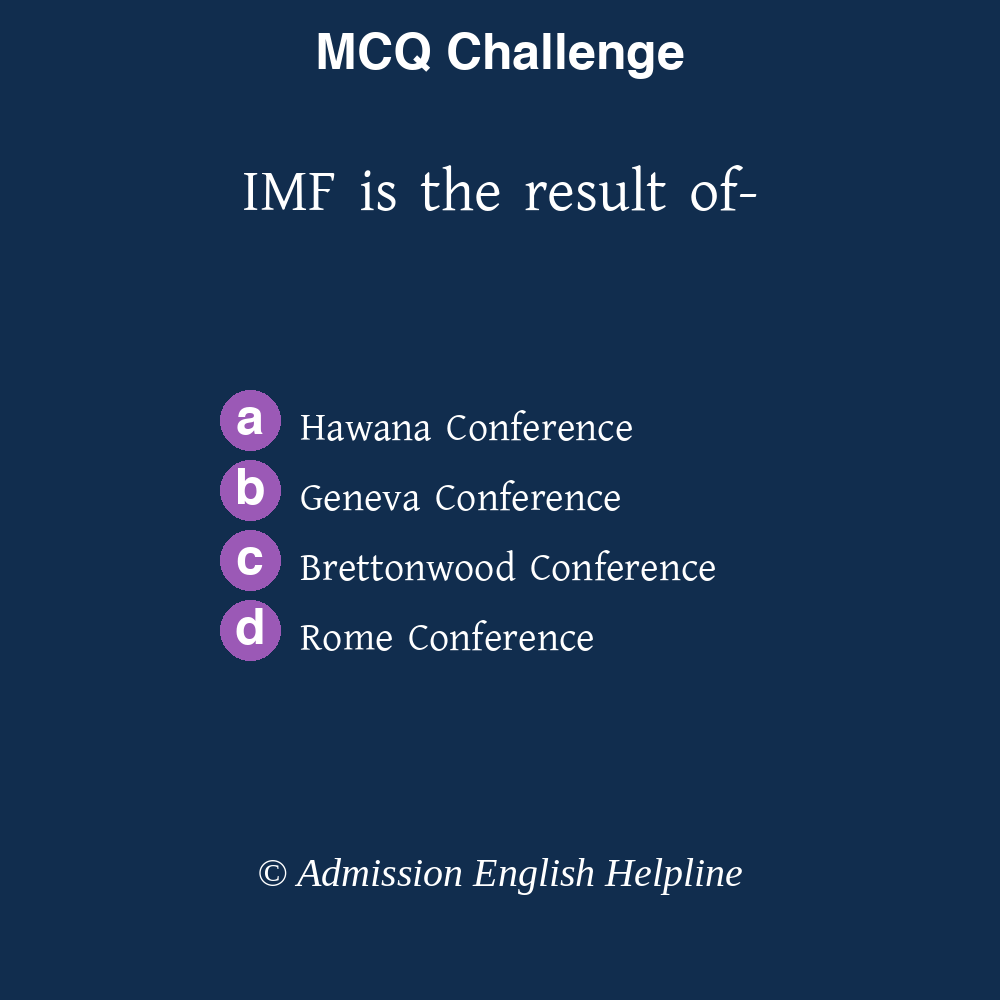 MCQ Challenge
IMF is the result of-
a Hawana Conference
b Geneva Conference
c Brettonwood Conference
d Rome Conference
© Admission English Helpline